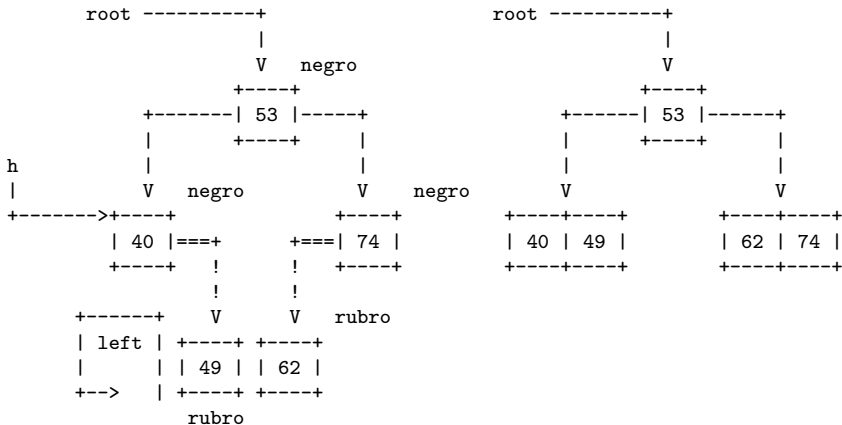 root ----------+ root ----------+
| |
V negro V
+----+ +----+
+-------| 53 |-----+ +------| 53 |------+
| +----+ | | +----+ |
h | | | |
| V negro V negro V V
+------->+----+ +----+ +----+----+ +----+----+
| 40 |===+ +===| 74 | | 40 | 49 | | 62 | 74 |
+----+ ! ! +----+ +----+----+ +----+----+
! !
+------+ V V rubro
| left | +----+ +----+
| | | 49 | | 62 |
+--> | +----+ +----+
rubro